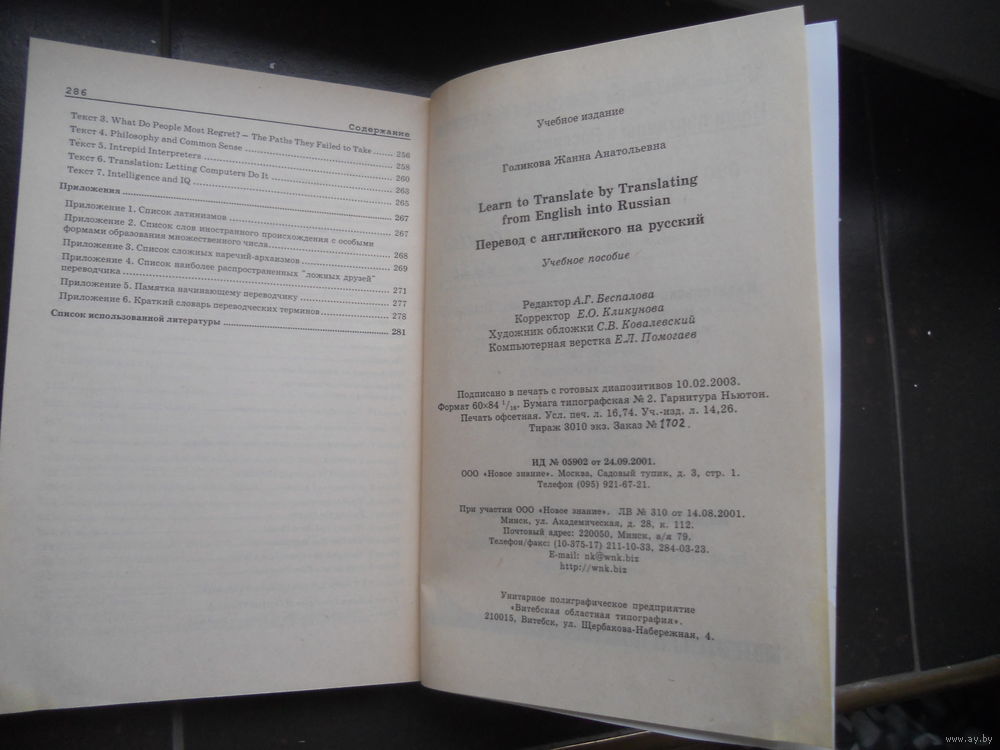 286
Содержание
Текст 3. What Do People Most Regret? — The Paths They Failed to Take ..... 256
Текст 4. Philosophy and Common Sense ..... 258
Текст 5. Intrepid Interpreters ..... 260
Текст 6. Translation: Letting Computers Do It ..... 263
Текст 7. Intelligence and IQ ..... 265
Приложения ..... 267
Приложение 1. Список латинизмов ..... 267
Приложение 2. Список слов иностранного происхождения с особыми
формами образования множественного числа ..... 268
Приложение 3. Список сложных наречий-архаизмов ..... 269
Приложение 4. Список наиболее распространенных "ложных друзей"
переводчика ..... 271
Приложение 5. Памятка начинающему переводчику ..... 277
Приложение 6. Краткий словарь переводческих терминов ..... 278
Список использованной литературы ..... 281
Учебное издание
Голикова Жанна Анатольевна
Learn to Translate by Translating
from English into Russian
Перевод с английского на русский
Учебное пособие
Редактор А.Г. Беспалова
Корректор Е.О. Кликунова
Художник обложки С.В. Ковалевский
Компьютерная верстка Е.Л. Помогаев
Подписано в печать с готовых диапозитивов 10.02.2003.
Формат 60×84 1/16. Бумага типографская № 2. Гарнитура Ньютон.
Печать офсетная. Усл. печ. л. 16,74. Уч.-изд. л. 14,26.
Тираж 3010 экз. Заказ № 1702.
ИД № 05902 от 24.09.2001.
ООО «Новое знание». Москва, Садовый тупик, д. 3, стр. 1.
Телефон (095) 921-67-21.
При участии ООО «Новое знание». ЛВ № 310 от 14.08.2001.
Минск, ул. Академическая, д. 28, к. 112.
Почтовый адрес: 220050, Минск, а/я 79.
Телефон/факс: (10-375-17) 211-10-33, 284-03-23.
E-mail: nk@wnk.biz
http://wnk.biz
Унитарное полиграфическое предприятие
«Витебская областная типография».
210015, Витебск, ул. Щербакова-Набережная, 4.
www.ay.by